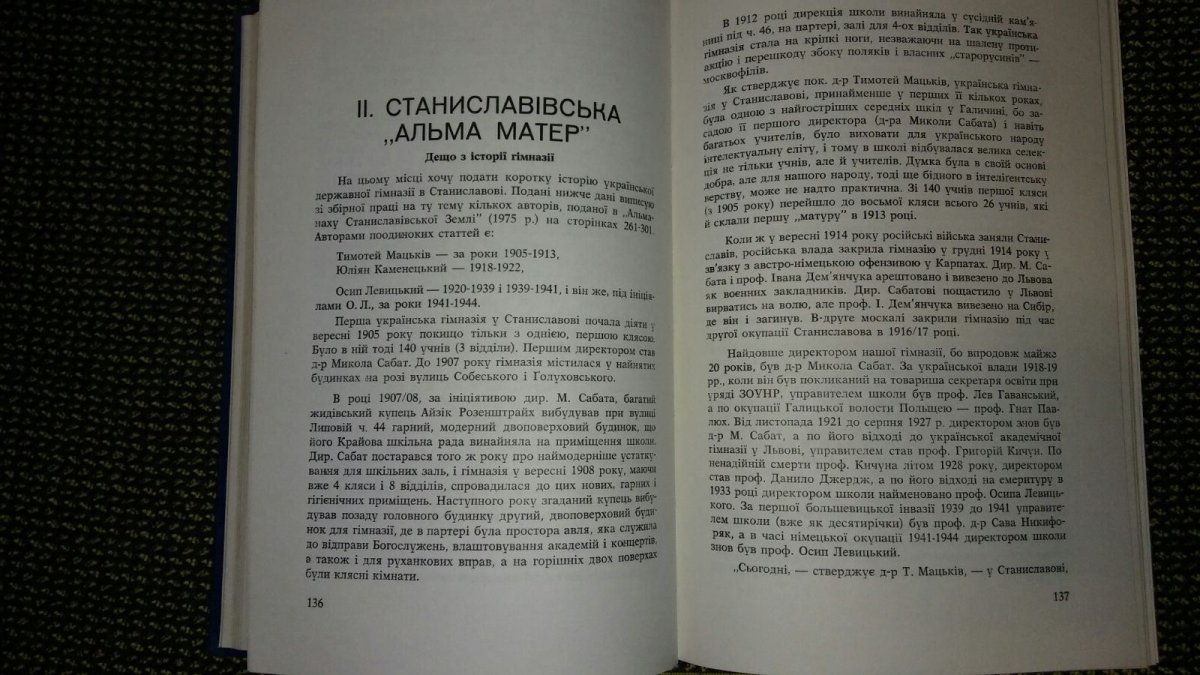 II. СТАНИСЛАВІВСЬКА
„АЛЬМА МАТЕР”
Дещо з історії гімназії
На цьому місці хочу подати коротку історію української
державної гімназії в Станиславові. Подані нижче дані виписую
зі збірної праці на ту тему кількох авторів, поданої в „Альма-
наху Станиславівської Землі” (1975 р.) на сторінках 261-301.
Авторами поодиноких статтей є:
Тимотей Мацьків — за роки 1905-1913,
Юліян Каменецький — 1918-1922,
Осип Левицький — 1920-1939 і 1939-1941, і він же, під ініція-
лами О. Л., за роки 1941-1944.
Перша українська гімназія у Станиславові почала діяти у
вересні 1905 року покищо тільки з однією, першою клясою.
Було в ній тоді 140 учнів (3 відділи). Першим директором став
д-р Микола Сабат. До 1907 року гімназія містилася у найнятих
будинках на розі вулиць Собєського і Голуховського.
В році 1907/08, за ініціятивою дир. М. Сабата, багатий
жидівський купець Айзік Розенштрайх вибудував при вулиці
Липовій ч. 44 гарний, модерний двоповерховий будинок, що
його Крайова шкільна рада винайняла на приміщення школи.
Дир. Сабат постарався того ж року про наймодерніше устатку-
вання для шкільних заль, і гімназія у вересні 1908 року, маючи
вже 4 кляси і 8 відділів, спровадилася до цих нових, гарних і
гігієнічних приміщень. Наступного року згаданий купець вибу-
дував позаду головного будинку другий, двоповерховий буди-
нок для гімназії, де в партері була простора авля, яка служила
до відправи Богослужень, влаштовування академій і концертів,
а також і для руханкових вправ, а на горішніх двох поверхах
були клясні кімнати.
136
В 1912 році дирекція школи винайняла у сусідній кам’я-
ниці під ч. 46, на партері, залі для 4-ох відділів. Так українська
гімназія стала на кріпкі ноги, незважаючи на шалену проти-
акцію і перешкоду збоку поляків і власних „старорусинів” —
москвофілів.
Як стверджує пок. д-р Тимотей Мацьків, українська гімна-
зія у Станиславові, принайменше у перших її кількох роках,
була одною з найгостріших середніх шкіл у Галичині, бо за-
садою її першого директора (д-ра Миколи Сабата) і навіть
багатьох учителів, було виховати для українського народу
інтелектуальну еліту, і тому в школі відбувалася велика селек-
ція не тільки учнів, але й учителів. Думка була в своїй основі
добра, але для нашого народу, тоді ще бідного в інтелігентську
верству, може не надто практична. Зі 140 учнів першої кляси
(з 1905 року) перейшло до восьмої кляси всього 26 учнів, які
й склали першу „матуру” в 1913 році.
Коли ж у вересні 1914 року російські війська заняли Стани-
славів, російська влада закрила гімназію у грудні 1914 року у
зв’язку з австро-німецькою офензивою у Карпатах. Дир. М. Са-
бата і проф. Івана Дем’янчука арештовано і вивезено до Львова
як воєнних закладників. Дир. Сабатові пощастило у Львові
вирватись на волю, але проф. І. Дем’янчука вивезено на Сибір,
де він і загинув. В-друге москалі закрили гімназію під час
другої окупації Станиславова в 1916/17 році.
Найдовше директором нашої гімназії, бо впродовж майже
20 років, був д-р Микола Сабат. За української влади 1918-19
рр., коли він був покликаний на товариша секретаря освіти при
уряді ЗОУНР, управителем школи був проф. Лев Гаванський,
а по окупації Галицької волости Польщею — проф. Гнат Пав-
люх. Від листопада 1921 до серпня 1927 р. директором знов був
д-р М. Сабат, а по його відході до української академічної
гімназії у Львові, управителем став проф. Григорій Кичун. По
ненадійній смерти проф. Кичуна літом 1928 року, директором
став проф. Данило Джердж, а по його відході на емеритуру в
1933 році директором школи найменовано проф. Осипа Левиць-
кого. За першої большевицької інвазії 1939 до 1941 управите-
лем школи (вже як десятирічки) був проф. д-р Сава Никифо-
ряк, а в часі німецької окупації 1941-1944 директором школи
знов був проф. Осип Левицький.
„Сьогодні, — стверджує д-р Т. Мацьків, — у Станиславові,
137